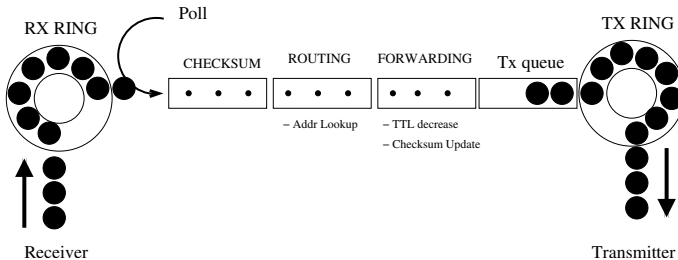 Poll
RX RING
TX RING
CHECKSUM
ROUTING
FORWARDING
Tx queue
– Addr Lookup
– TTL decrease
– Checksum Update
Receiver
Transmitter